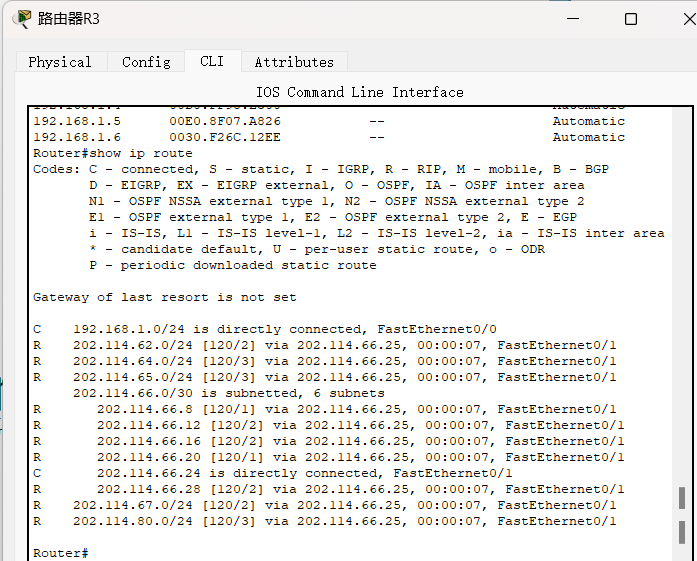 路由器R3
Physical Config CLI Attributes
IOS Command Line Interface
192.168.1.5 00E0.8F07.A826 -- Automatic
192.168.1.6 0030.F26C.12EE -- Automatic
Router#show ip route
Codes: C - connected, S - static, I - IGRP, R - RIP, M - mobile, B - BGP
D - EIGRP, EX - EIGRP external, O - OSPF, IA - OSPF inter area
N1 - OSPF NSSA external type 1, N2 - OSPF NSSA external type 2
E1 - OSPF external type 1, E2 - OSPF external type 2, E - EGP
i - IS-IS, L1 - IS-IS level-1, L2 - IS-IS level-2, ia - IS-IS inter area
* - candidate default, U - per-user static route, o - ODR
P - periodic downloaded static route
Gateway of last resort is not set
C 192.168.1.0/24 is directly connected, FastEthernet0/0
R 202.114.62.0/24 [120/2] via 202.114.66.25, 00:00:07, FastEthernet0/1
R 202.114.64.0/24 [120/3] via 202.114.66.25, 00:00:07, FastEthernet0/1
R 202.114.65.0/24 [120/3] via 202.114.66.25, 00:00:07, FastEthernet0/1
202.114.66.0/30 is subnetted, 6 subnets
R 202.114.66.8 [120/1] via 202.114.66.25, 00:00:07, FastEthernet0/1
R 202.114.66.12 [120/2] via 202.114.66.25, 00:00:07, FastEthernet0/1
R 202.114.66.16 [120/2] via 202.114.66.25, 00:00:07, FastEthernet0/1
R 202.114.66.20 [120/1] via 202.114.66.25, 00:00:07, FastEthernet0/1
C 202.114.66.24 is directly connected, FastEthernet0/1
R 202.114.66.28 [120/2] via 202.114.66.25, 00:00:07, FastEthernet0/1
R 202.114.67.0/24 [120/2] via 202.114.66.25, 00:00:07, FastEthernet0/1
R 202.114.80.0/24 [120/3] via 202.114.66.25, 00:00:07, FastEthernet0/1
Router#